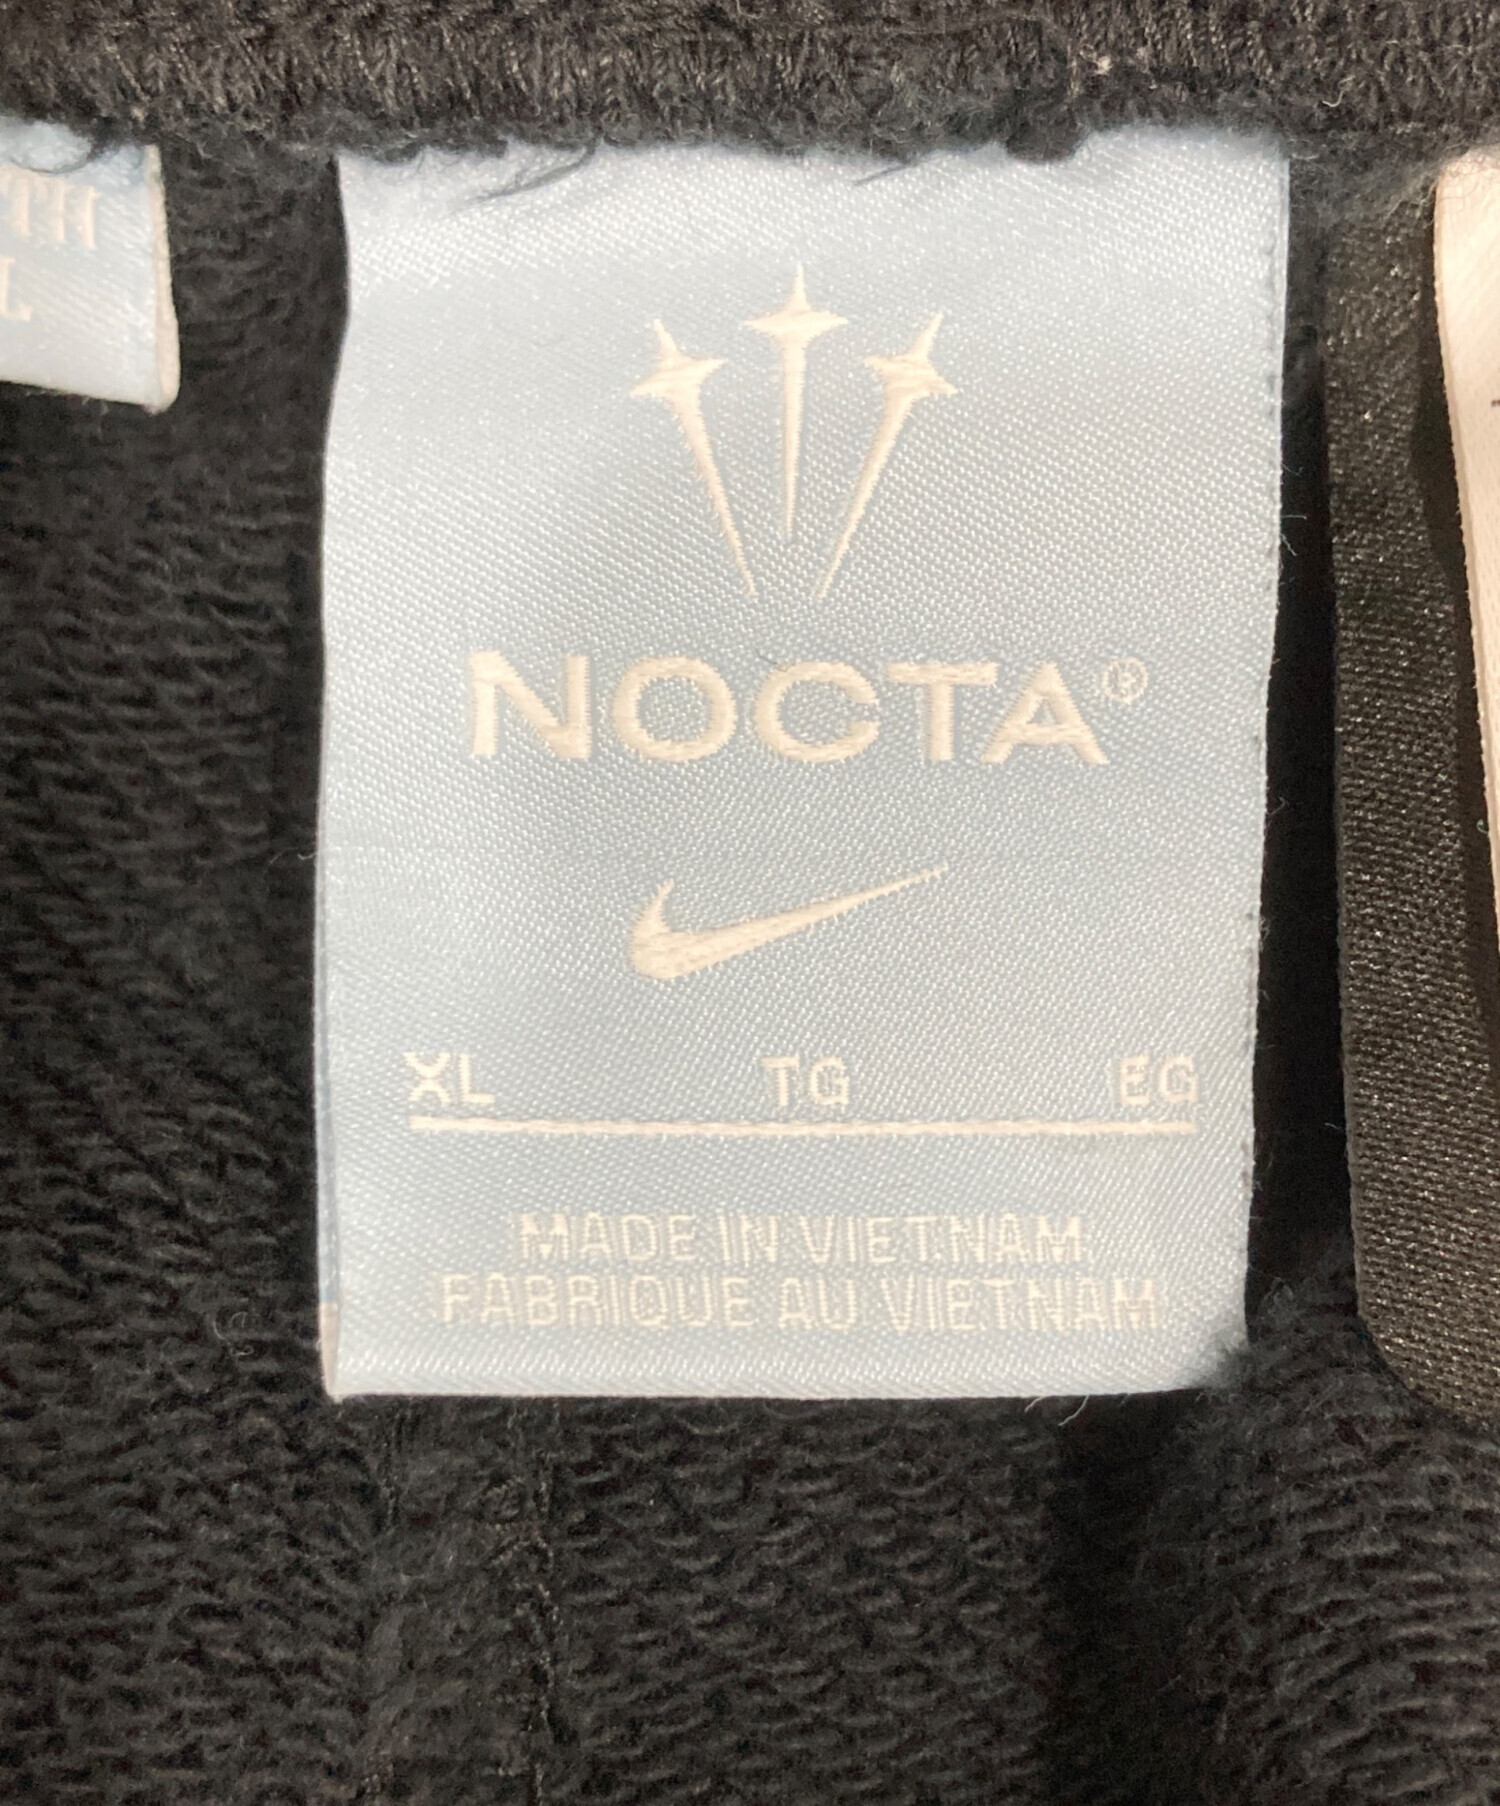 NOCTA®
XL TG EG
MADE IN VIETNAM
FABRIQUE AU VIETNAM